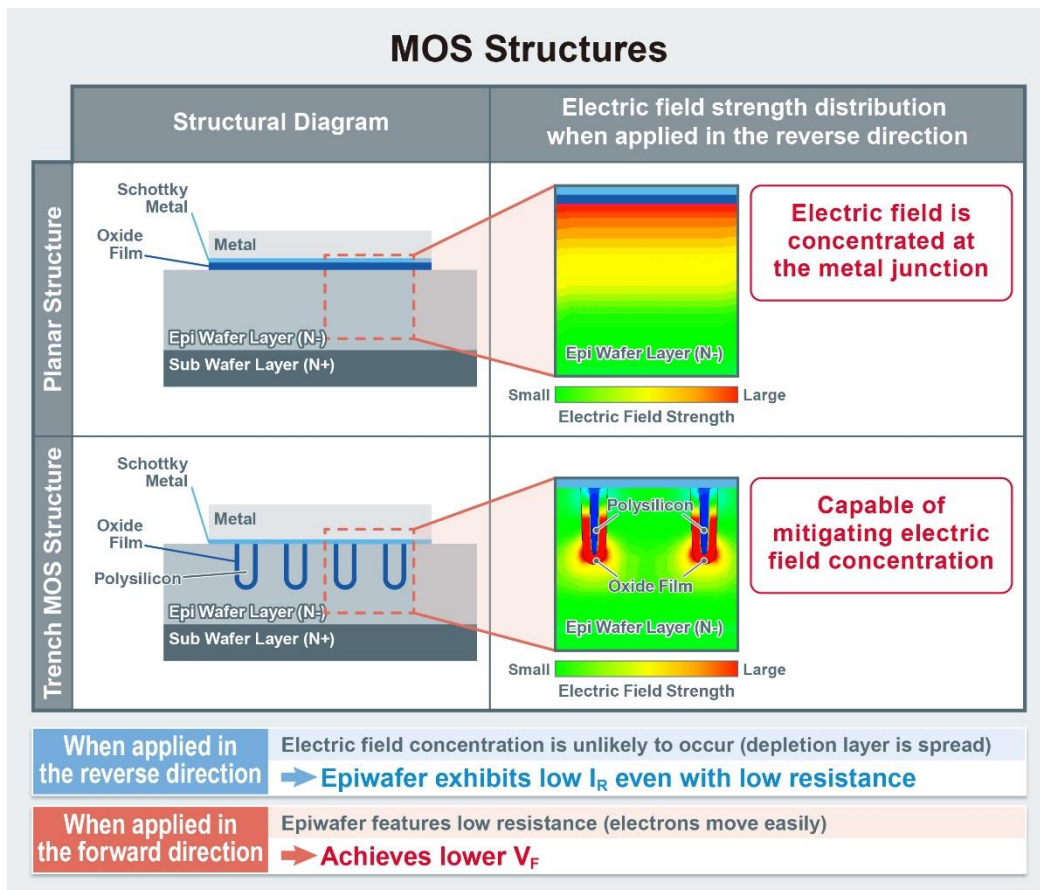 MOS Structures
Structural Diagram
Electric field strength distribution
when applied in the reverse direction
Planar Structure
Schottky
Metal
Oxide
Film
Metal
Epi Wafer Layer (N-)
Sub Wafer Layer (N+)
Epi Wafer Layer (N-)
Small
Large
Electric Field Strength
Electric field is
concentrated at
the metal junction
Trench MOS Structure
Schottky
Metal
Oxide
Film
Polysilicon
Metal
Epi Wafer Layer (N-)
Sub Wafer Layer (N+)
Polysilicon
Oxide Film
Epi Wafer Layer (N-)
Small
Large
Electric Field Strength
Capable of
mitigating electric
field concentration
When applied in
the reverse direction
Electric field concentration is unlikely to occur (depletion layer is spread)
Epiwafer exhibits low IR even with low resistance
When applied in
the forward direction
Epiwafer features low resistance (electrons move easily)
Achieves lower VF